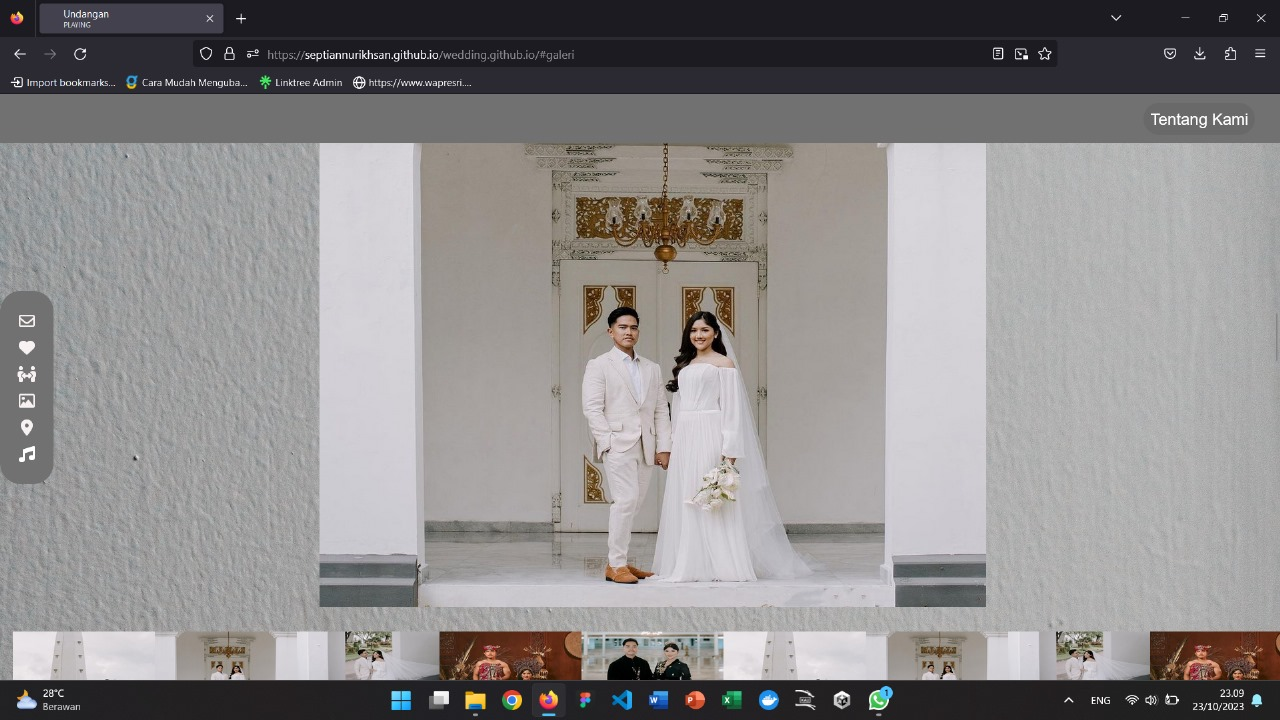 Undangan
PLAYING
https://septiannurikhsan.github.io/wedding.github.io/#galeri
Import bookmarks...
Cara Mudah Menguba...
Linktree Admin
https://www.wapresri....
Tentang Kami
28°C
Berawan
1
ENG
23.09
23/10/2023